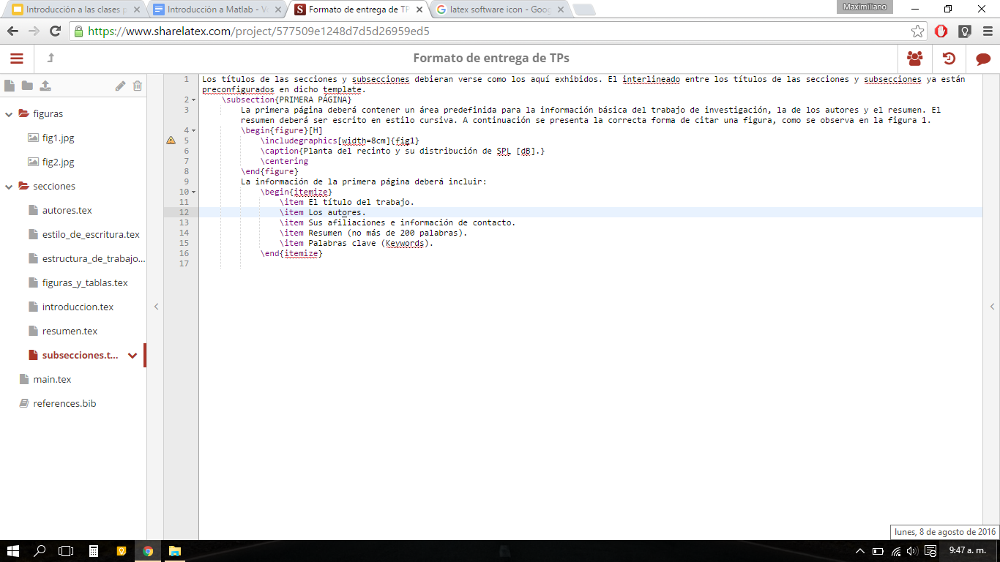 Maximiliano
Introducción a las clases p
Introducción a Matlab - V
Formato de entrega de TP
latex software icon - Goog
https://www.sharelatex.com/project/577509e1248d7d5d26959ed5
Formato de entrega de TPs
figuras
fig1.jpg
fig2.jpg
secciones
autores.tex
estilo_de_escritura.tex
estructura_de_trabajo...
figuras_y_tablas.tex
introduccion.tex
resumen.tex
subsecciones.t...
main.tex
references.bib
1 Los títulos de las secciones y subsecciones debieran verse como los aquí exhibidos. El interlineado entre los títulos de las secciones y subsecciones ya están
preconfigurados en dicho template.
2 \subsection{PRIMERA PÁGINA}
3 La primera página deberá contener un área predefinida para la información básica del trabajo de investigación, la de los autores y el resumen. El
resumen deberá ser escrito en estilo cursiva. A continuación se presenta la correcta forma de citar una figura, como se observa en la figura 1.
4 \begin{figure}[H]
5 \includegraphics[width=8cm]{fig1}
6 \caption{Planta del recinto y su distribución de SPL [dB].}
7 \centering
8 \end{figure}
9 La información de la primera página deberá incluir:
10 \begin{itemize}
11 \item El título del trabajo.
12 \item Los autores.
13 \item Sus afiliaciones e información de contacto.
14 \item Resumen (no más de 200 palabras).
15 \item Palabras clave (Keywords).
16 \end{itemize}
17
lunes, 8 de agosto de 2016
9:47 a. m.